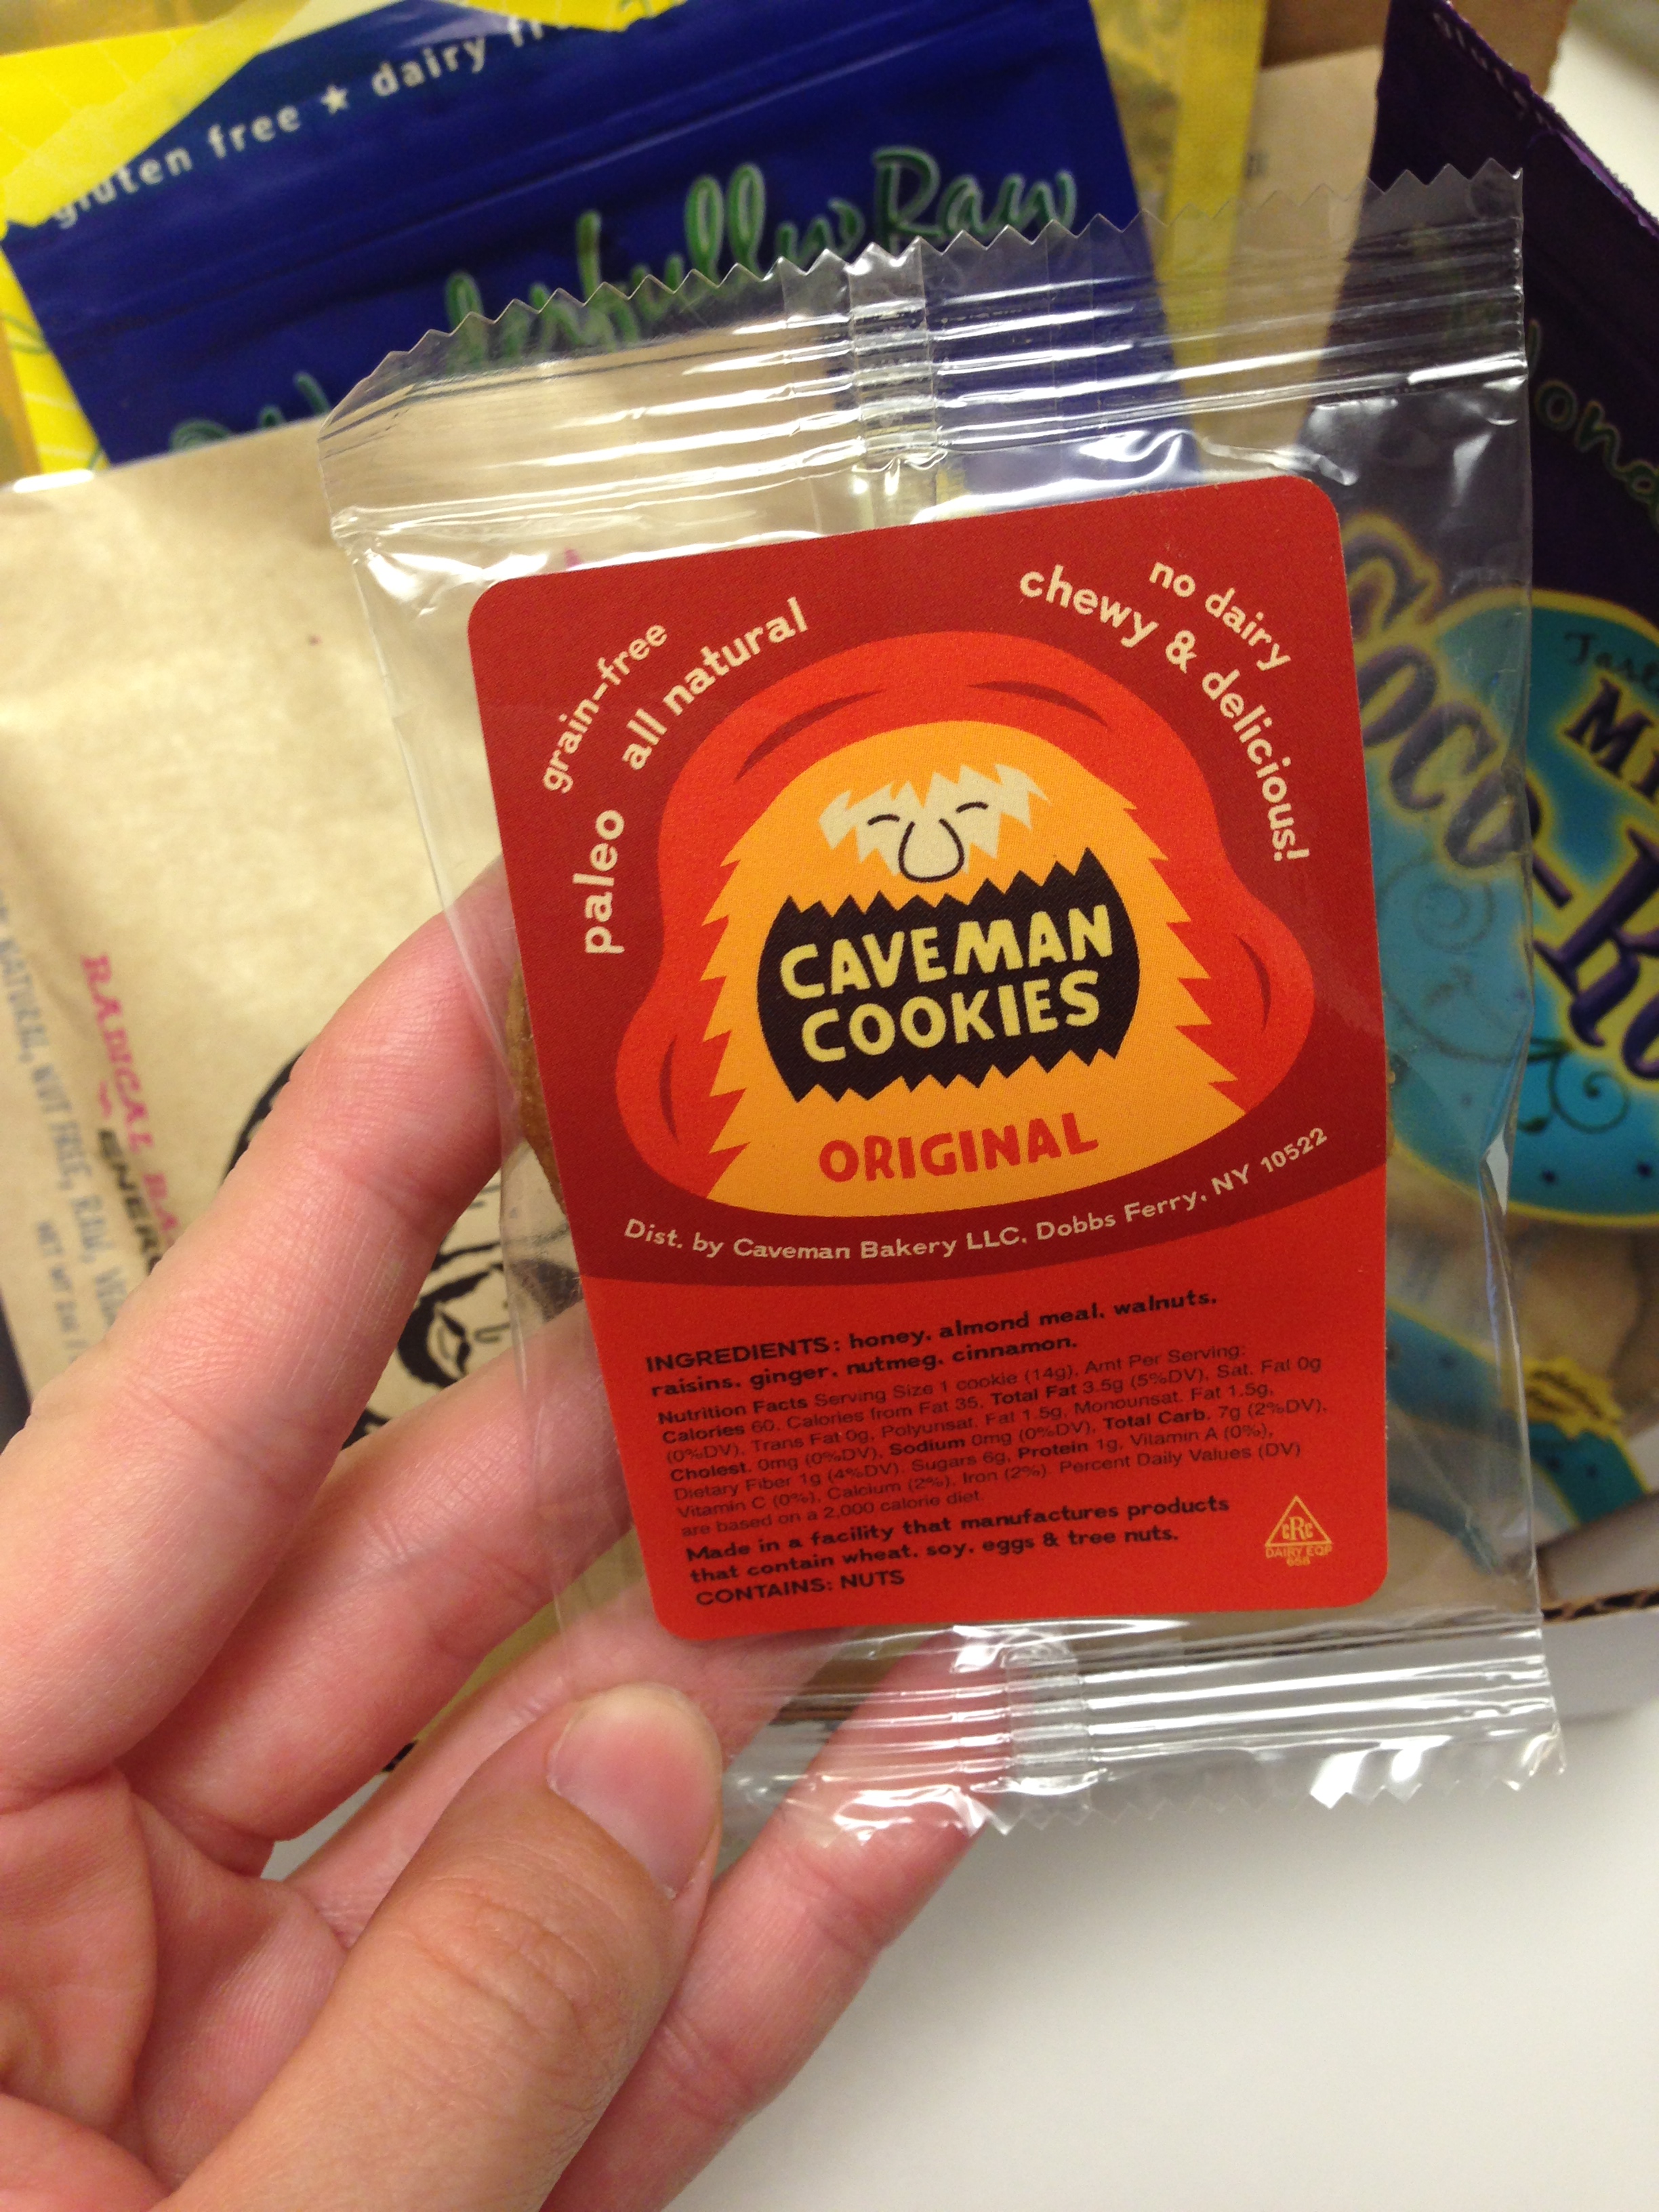 gluten free ★ dairy
Raw
grain-free
all natural
paleo
no dairy
chewy & delicious!
CAVEMAN
COOKIES
ORIGINAL
Dist. by Caveman Bakery LLC. Dobbs Ferry, NY 10522
INGREDIENTS: honey, almond meal, walnuts,
raisins, ginger, nutmeg, cinnamon.
Nutrition Facts Serving Size 1 cookie (14g), Amt Per Serving:
Calories 60, Calories from Fat 35, Total Fat 3.5g (5%DV), Sat. Fat 0g
(0%DV), Trans Fat 0g, Polyunsat. Fat 1.5g, Monounsat. Fat 1.5g,
Cholest. 0mg (0%DV), Sodium 0mg (0%DV), Total Carb. 7g (2%DV),
Dietary Fiber 1g (4%DV), Sugars 6g, Protein 1g, Vitamin A (0%),
Vitamin C (0%), Calcium (2%), Iron (2%). Percent Daily Values (DV)
are based on a 2,000 calorie diet.
Made in a facility that manufactures products
that contain wheat, soy, eggs & tree nuts.
CONTAINS: NUTS
cRc
DAIRY EQP
RADICAL
NUT FREE, RAW,